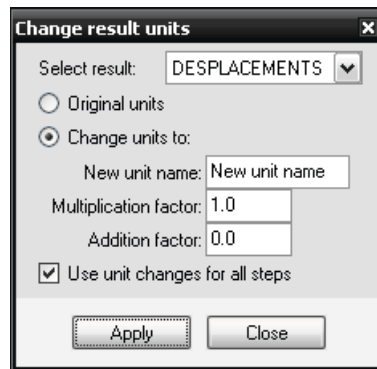 Change result units
Select result: DESPLACEMENTS
Original units
Change units to:
New unit name: New unit name
Multiplication factor: 1.0
Addition factor: 0.0
Use unit changes for all steps
Apply Close